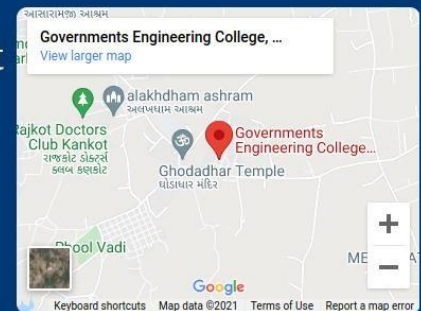 આસારામજી આશ્રમ
Governments Engineering College, ...
View larger map
alakhdham ashram
અલખધામ આશ્રમ
Rajkot Doctors
Club Kankot
રાજકોટ ડોક્ટર્સ
ક્લબ કણકોટ
Governments
Engineering College...
Ghodadhar Temple
ઘોડાધાર મંદિર
Phool Vadi
Google
Keyboard shortcuts Map data ©2021 Terms of Use Report a map error